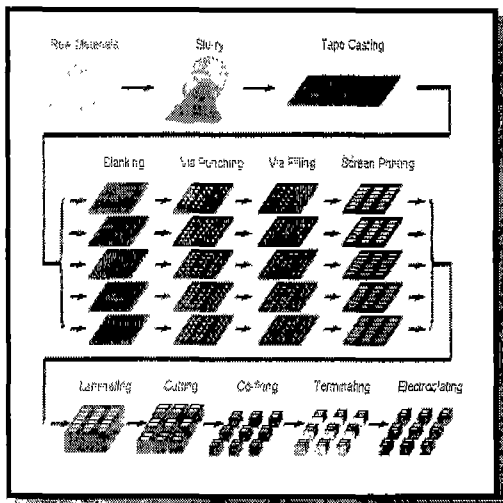 Raw Materials Slurry Tape Casting
Blanking Via Punching Via Filling Screen Printing
Laminating Cutting Co-firing Terminating Electroplating